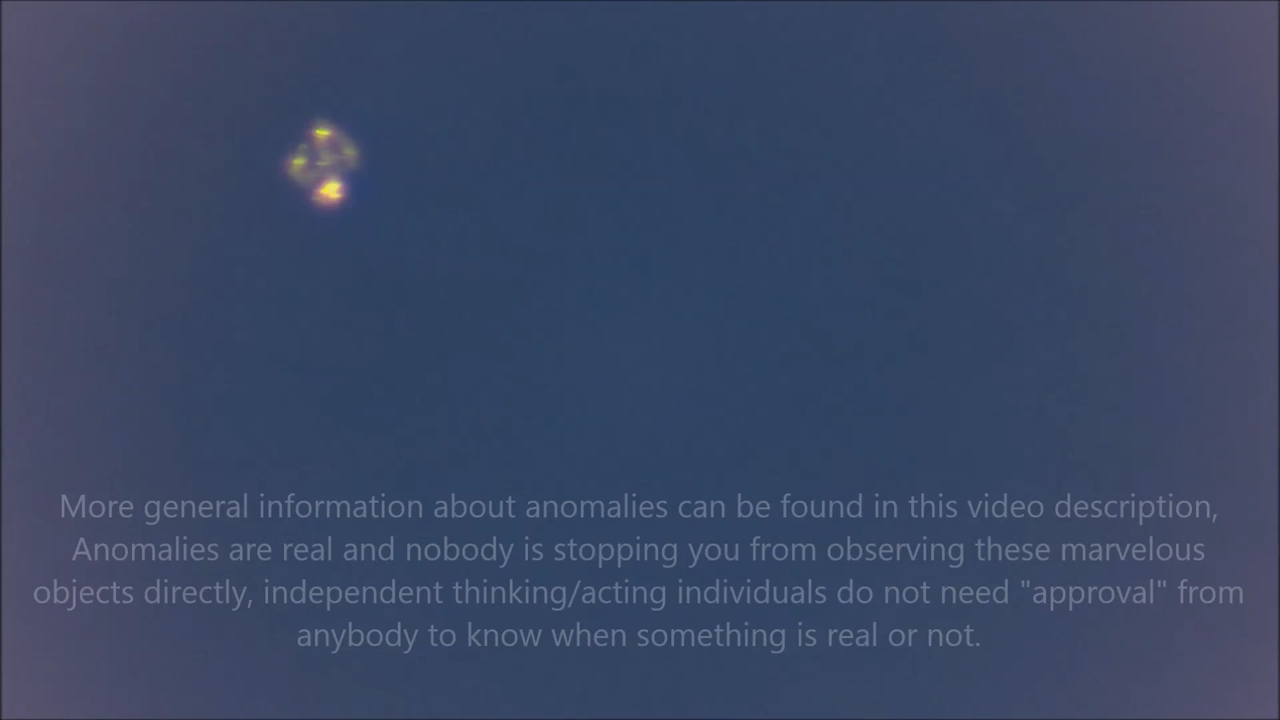 More general information about anomalies can be found in this video description,
Anomalies are real and nobody is stopping you from observing these marvelous
objects directly, independent thinking/acting individuals do not need "approval" from
anybody to know when something is real or not.